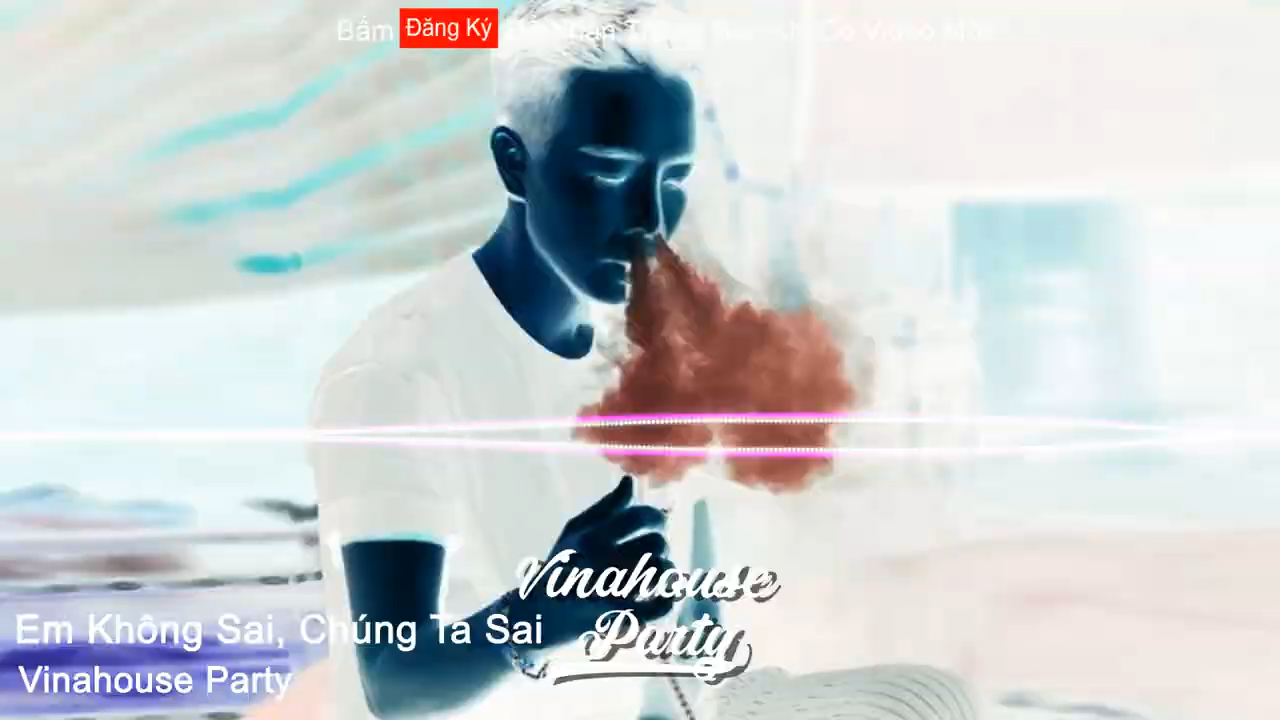 Bấm Đăng Ký
Vinahouse
Party
Em Không Sai, Chúng Ta Sai
Vinahouse Party